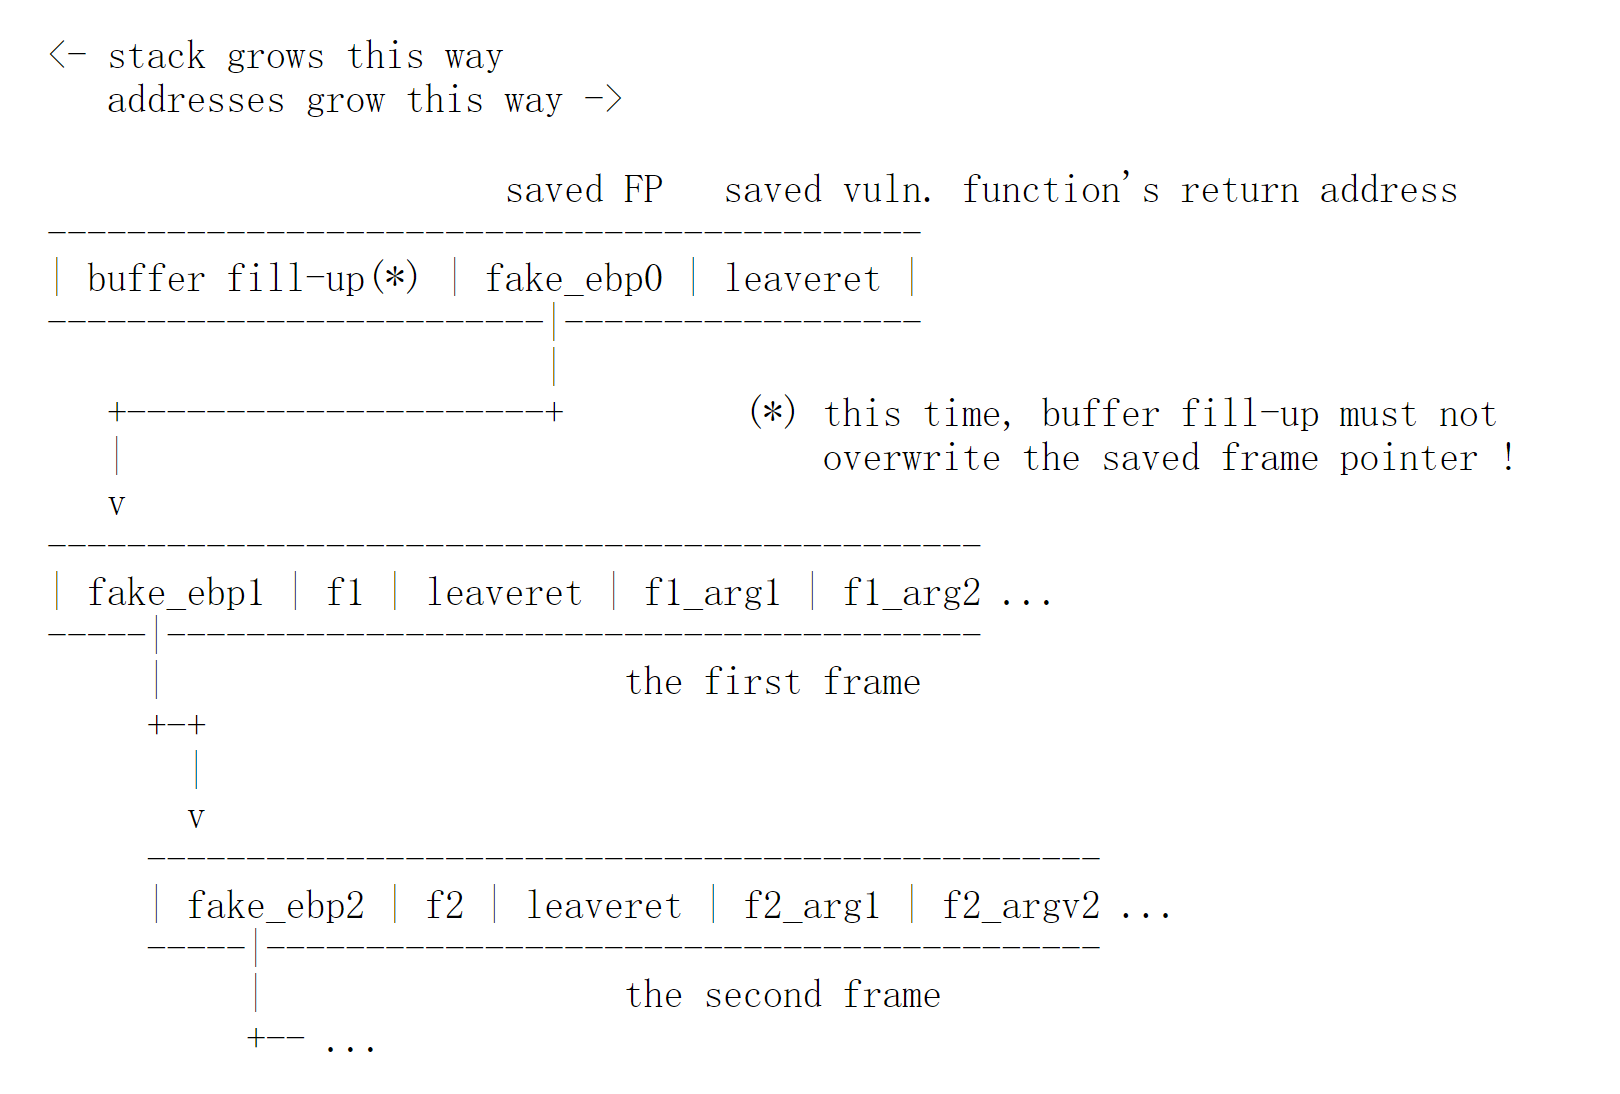 <- stack grows this way
   addresses grow this way ->

                       saved FP   saved vuln. function's return address
--------------------------------------------
| buffer fill-up(*) | fake_ebp0 | leaveret |
-------------------------|------------------
                         |
   +---------------------+         (*) this time, buffer fill-up must not
   |                                   overwrite the saved frame pointer !
   v
-----------------------------------------------
| fake_ebp1 | f1 | leaveret | f1_arg1 | f1_arg2 ...
-----|-----------------------------------------
     |                       the first frame
     +-+
       |
       v
     ------------------------------------------------
     | fake_ebp2 | f2 | leaveret | f2_arg1 | f2_argv2 ...
     -----|------------------------------------------
          |                  the second frame
          +-- ...